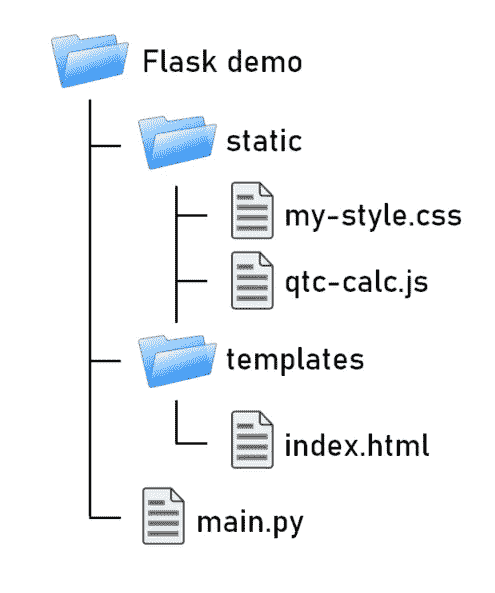 Flask demo
static
my-style.css
qtc-calc.js
templates
index.html
main.py